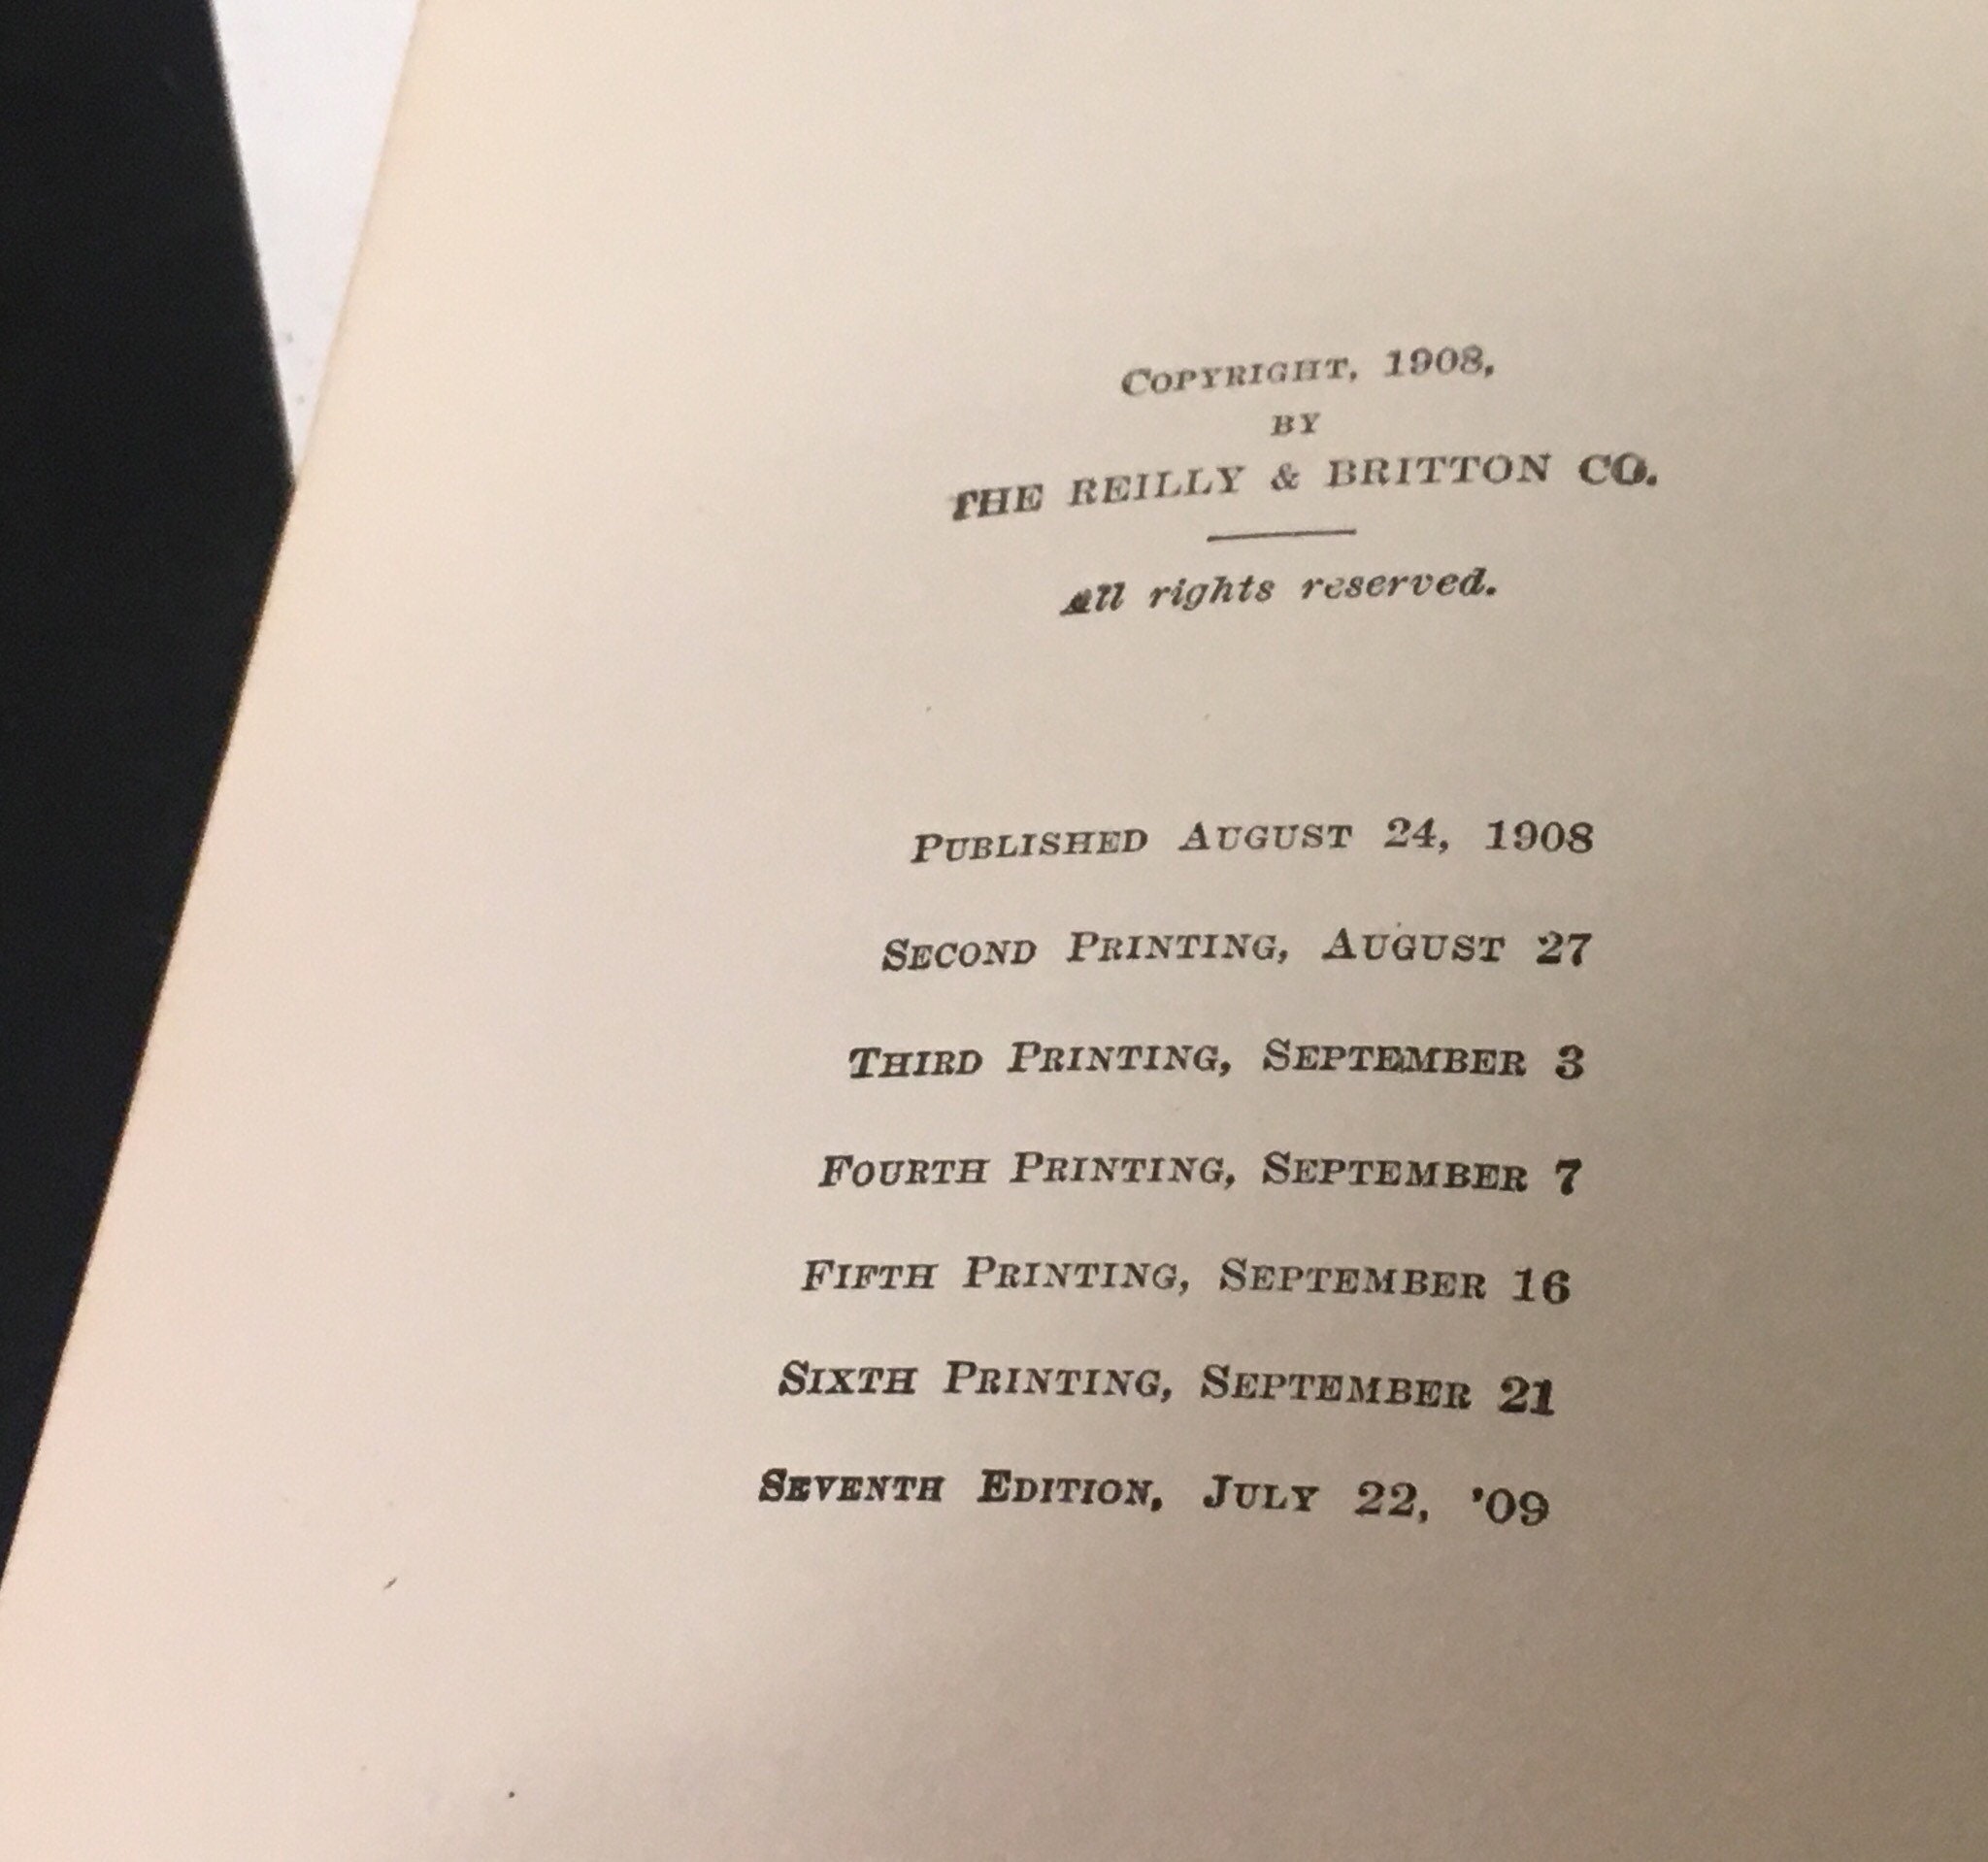 COPYRIGHT, 1908,
BY
THE REILLY & BRITTON CO.
All rights reserved.
PUBLISHED AUGUST 24, 1908
SECOND PRINTING, AUGUST 27
THIRD PRINTING, SEPTEMBER 3
FOURTH PRINTING, SEPTEMBER 7
FIFTH PRINTING, SEPTEMBER 16
SIXTH PRINTING, SEPTEMBER 21
SEVENTH EDITION, JULY 22, '09